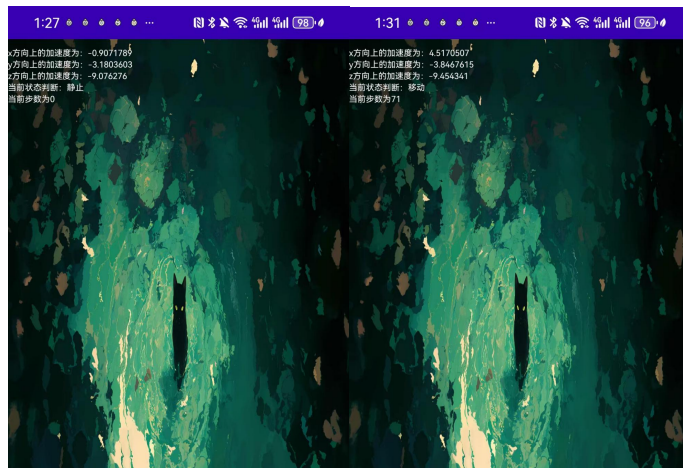 1:27
98
x方向上的加速度为: -0.9071789
y方向上的加速度为: -3.1803603
z方向上的加速度为: -9.076276
当前状态判断: 静止
当前步数为0
1:31
96
x方向上的加速度为: 4.5170507
y方向上的加速度为: -3.8467615
z方向上的加速度为: -9.454341
当前状态判断: 移动
当前步数为71